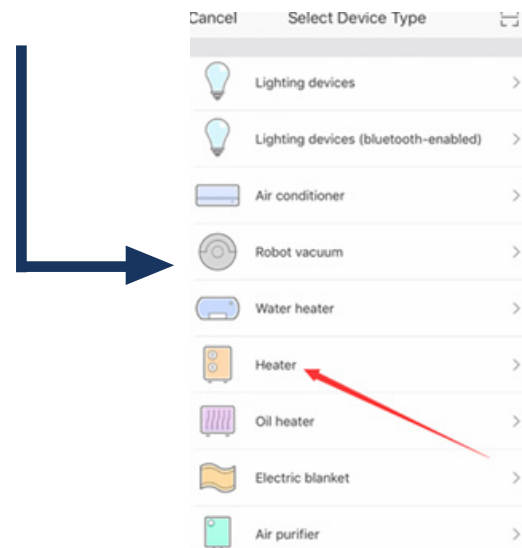 Cancel Select Device Type
Lighting devices
Lighting devices (bluetooth-enabled)
Air conditioner
Robot vacuum
Water heater
Heater
Oil heater
Electric blanket
Air purifier